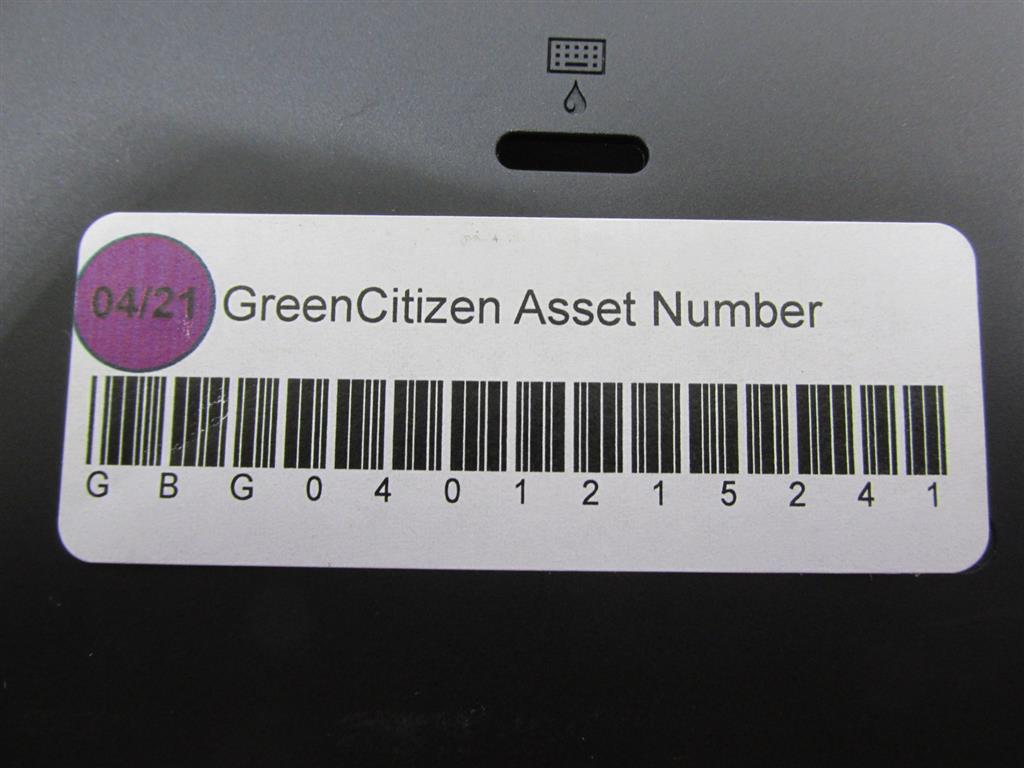 04/21 GreenCitizen Asset Number
G B G 0 4 0 1 2 1 5 2 4 1